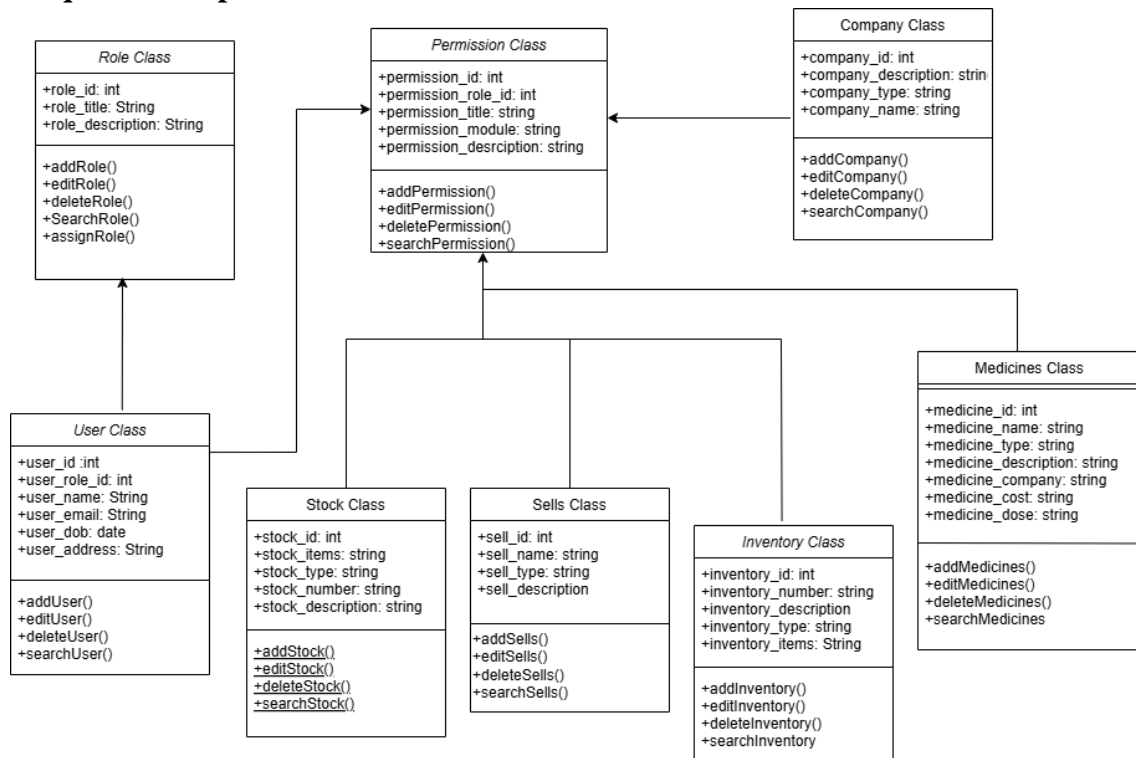 Role Class
+role_id: int
+role_title: String
+role_description: String
+addRole()
+editRole()
+deleteRole()
+SearchRole()
+assignRole()
Permission Class
+permission_id: int
+permission_role_id: int
+permission_title: string
+permission_module: string
+permission_desrciption: string
+addPermission()
+editPermission()
+deletePermission()
+searchPermission()
Company Class
+company_id: int
+company_description: strin
+company_type: string
+company_name: string
+addCompany()
+editCompany()
+deleteCompany()
+searchCompany()
User Class
+user_id :int
+user_role_id: int
+user_name: String
+user_email: String
+user_dob: date
+user_address: String
+addUser()
+editUser()
+deleteUser()
+searchUser()
Stock Class
+stock_id: int
+stock_items: string
+stock_type: string
+stock_number: string
+stock_description: string
+addStock()
+editStock()
+deleteStock()
+searchStock()
Sells Class
+sell_id: int
+sell_name: string
+sell_type: string
+sell_description
+addSells()
+editSells()
+deleteSells()
+searchSells()
Inventory Class
+inventory_id: int
+inventory_number: string
+inventory_description
+inventory_type: string
+inventory_items: String
+addInventory()
+editInventory()
+deleteInventory()
+searchInventory
Medicines Class
+medicine_id: int
+medicine_name: string
+medicine_type: string
+medicine_description: string
+medicine_company: string
+medicine_cost: string
+medicine_dose: string
+addMedicines()
+editMedicines()
+deleteMedicines()
+searchMedicines